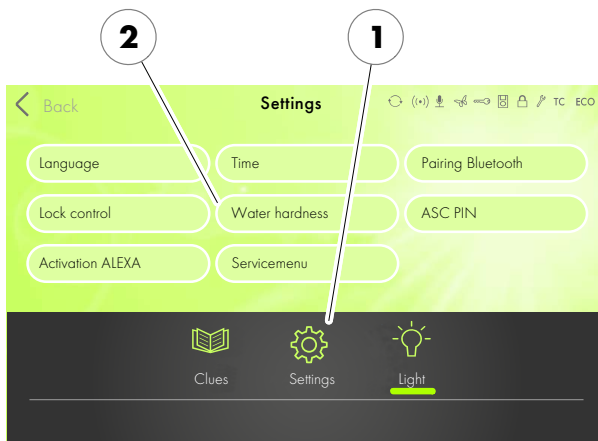 2 1
Back Settings TC ECO
Language Time Pairing Bluetooth
Lock control Water hardness ASC PIN
Activation ALEXA Servicemenu
Clues Settings Light